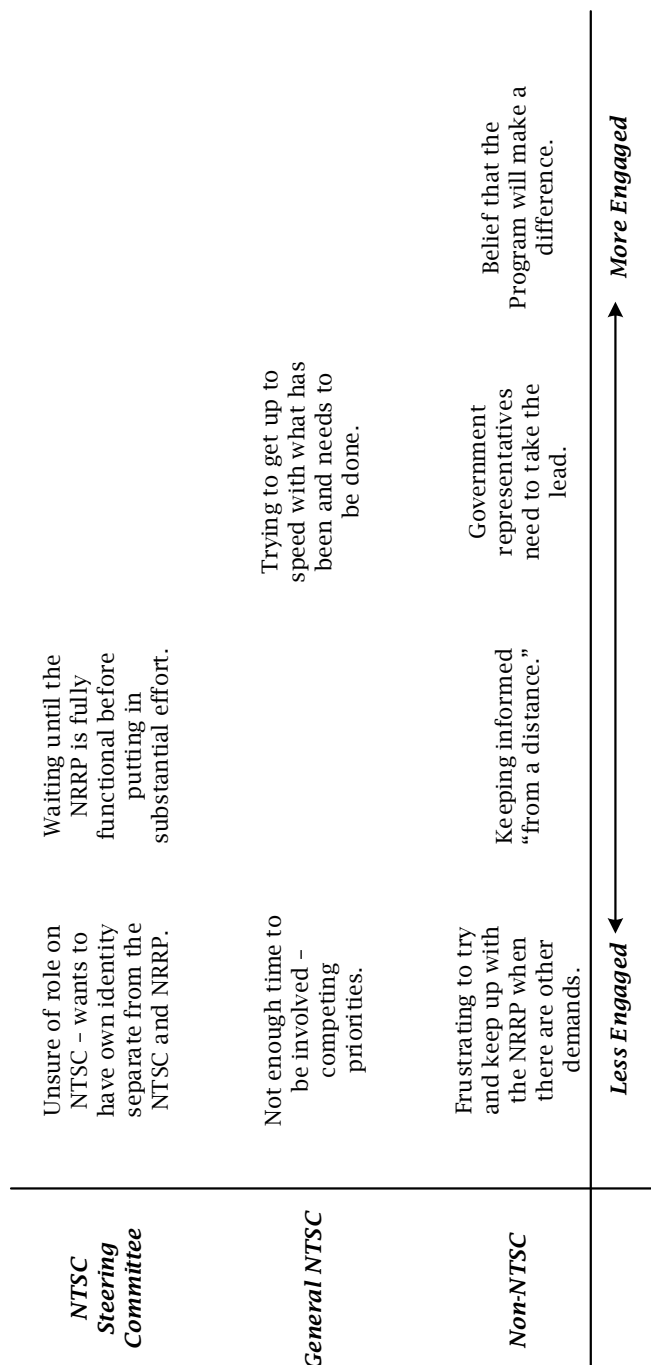 NTSC
Steering
Committee
Unsure of role on
NTSC – wants to
have own identity
separate from the
NTSC and NRRP.
Waiting until the
NRRP is fully
functional before
putting in
substantial effort.
General NTSC
Not enough time to
be involved –
competing
priorities.
Trying to get up to
speed with what has
been and needs to
be done.
Non-NTSC
Frustrating to try
and keep up with
the NRRP when
there are other
demands.
Keeping informed
“from a distance.”
Government
representatives
need to take the
lead.
Belief that the
Program will make a
difference.
Less Engaged
More Engaged